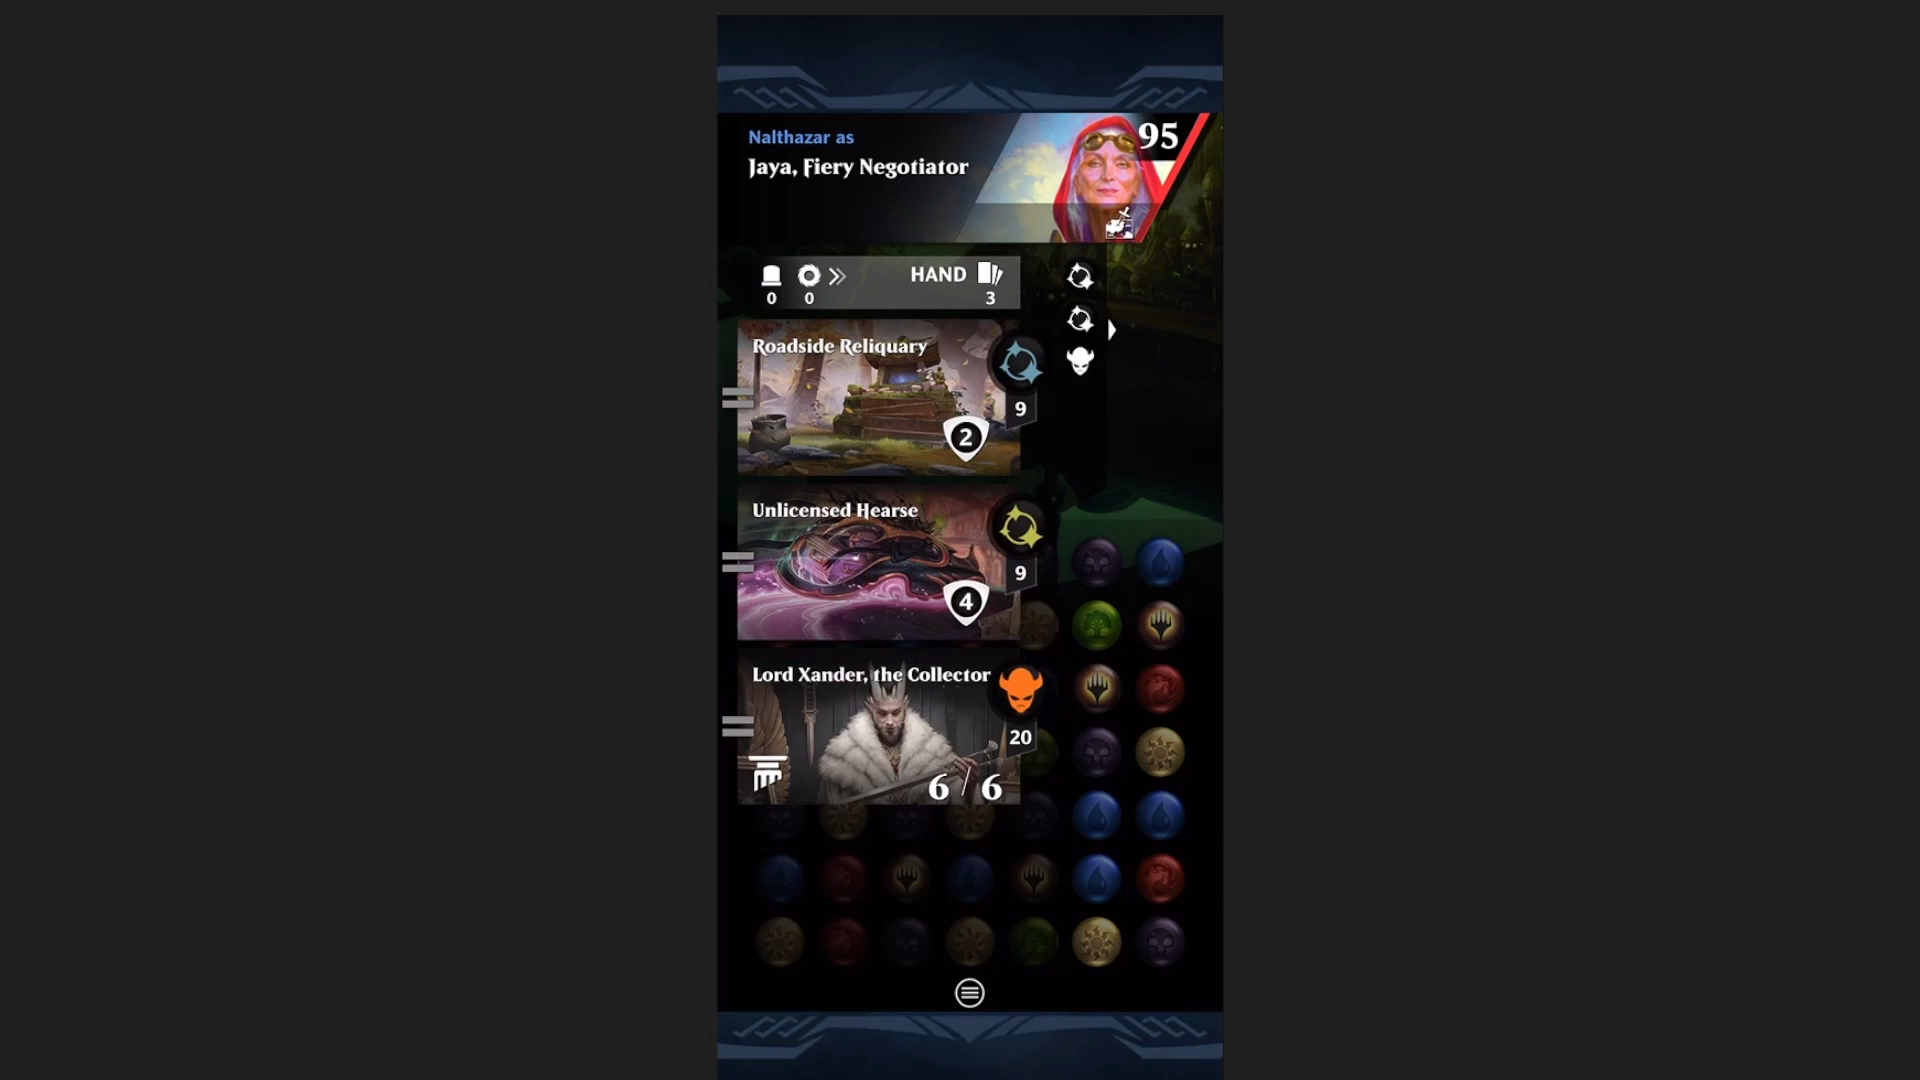 Nalthazar as
95
Jaya, Fiery Negotiator
HAND
0
0
3
Roadside Reliquary
9
2
Unlicensed Hearse
9
4
Lord Xander, the Collector
20
6 / 6